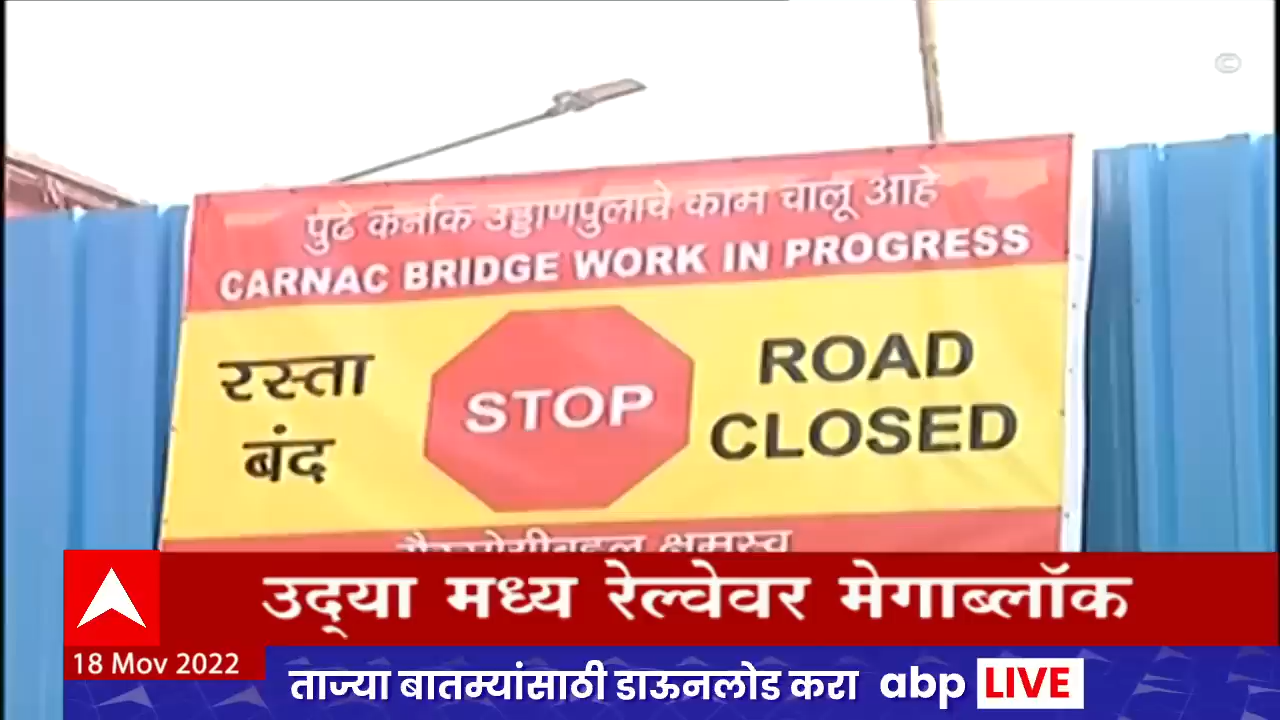 ©
पुढे कर्नाक उड्डाणपुलाचे काम चालू आहे
CARNAC BRIDGE WORK IN PROGRESS
रस्ता
बंद
STOP
ROAD
CLOSED
उद्या मध्य रेल्वेवर मेगाब्लॉक
18 Mov 2022
ताज्या बातम्यांसाठी डाऊनलोड करा abp LIVE